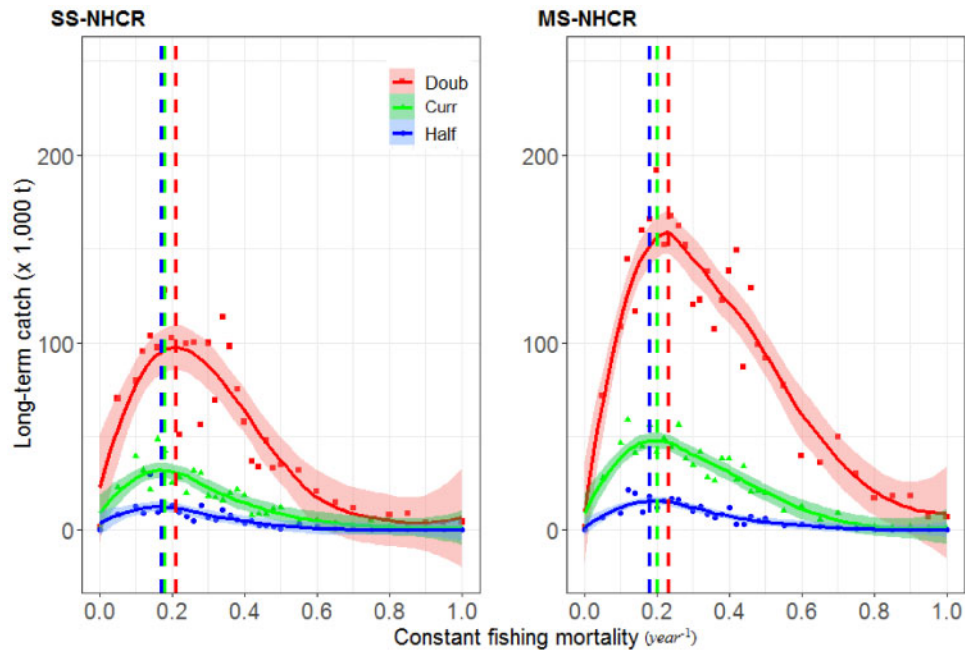 SS-NHCR
MS-NHCR
Doub
Curr
Half
200
100
0
200
100
0
Long-term catch (x 1,000 t)
0.0 0.2 0.4 0.6 0.8 1.0
0.0 0.2 0.4 0.6 0.8 1.0
Constant fishing mortality (year⁻¹)